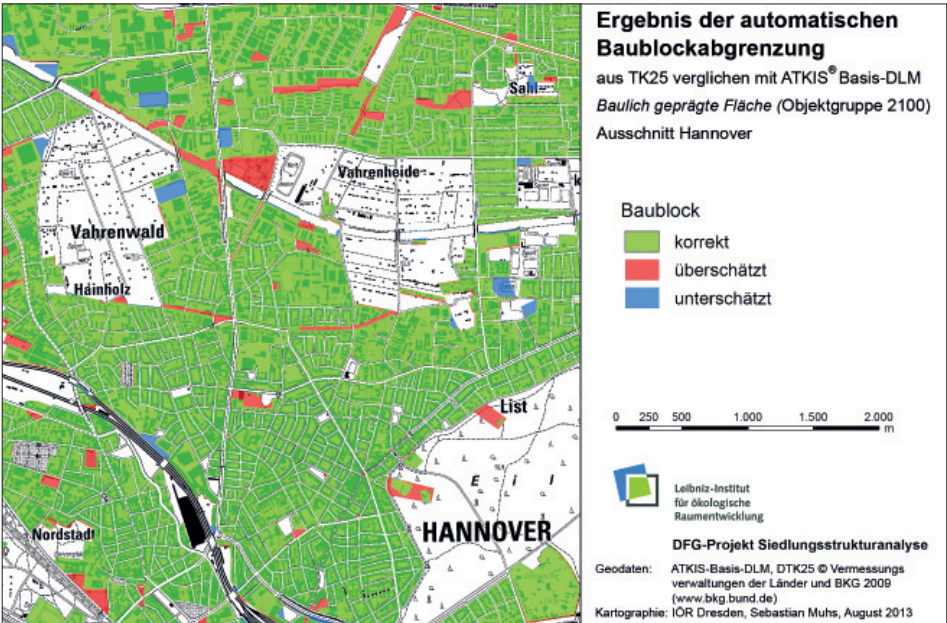 Ergebnis der automatischen
Baublockabgrenzung
aus TK25 verglichen mit ATKIS® Basis-DLM
Baulich geprägte Fläche (Objektgruppe 2100)
Ausschnitt Hannover
Baublock
korrekt
überschätzt
unterschätzt
0 250 500 1.000 1.500 2.000
m
Leibniz-Institut
für ökologische
Raumentwicklung
DFG-Projekt Siedlungsstrukturanalyse
Geodaten: ATKIS-Basis-DLM, DTK25 © Vermessungs
verwaltungen der Länder und BKG 2009
(www.bkg.bund.de)
Kartographie: IÖR Dresden, Sebastian Muhs, August 2013
Vahrenheide
Vahrenwald
Hainholz
List
E i l
HANNOVER
Nordstadt